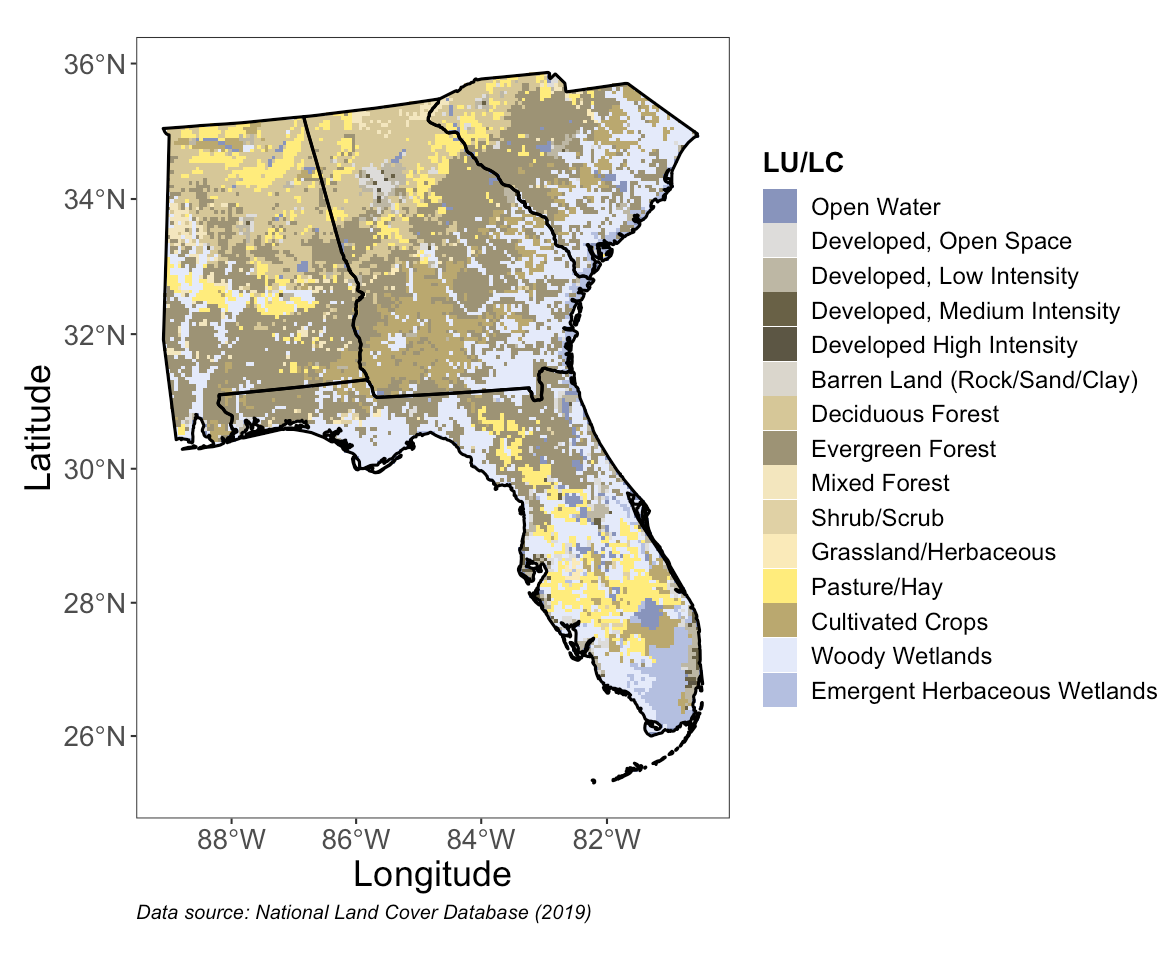 36°N
34°N
32°N
30°N
28°N
26°N
Latitude
88°W 86°W 84°W 82°W
Longitude
Data source: National Land Cover Database (2019)
LU/LC
Open Water
Developed, Open Space
Developed, Low Intensity
Developed, Medium Intensity
Developed High Intensity
Barren Land (Rock/Sand/Clay)
Deciduous Forest
Evergreen Forest
Mixed Forest
Shrub/Scrub
Grassland/Herbaceous
Pasture/Hay
Cultivated Crops
Woody Wetlands
Emergent Herbaceous Wetlands